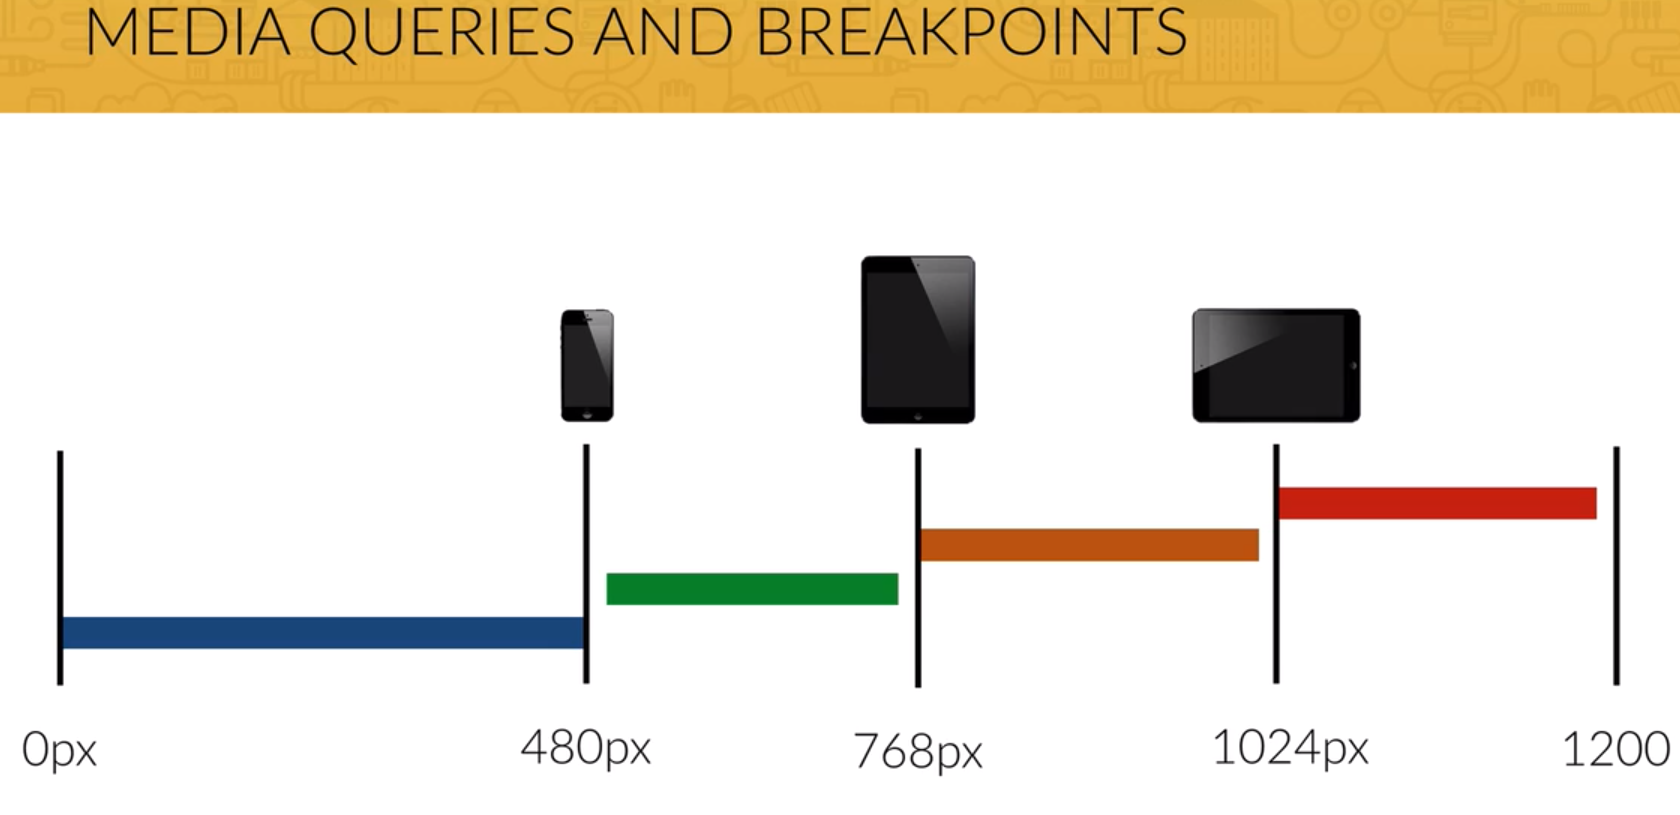 MEDIA QUERIES AND BREAKPOINTS
0px
480px
768px
1024px
1200